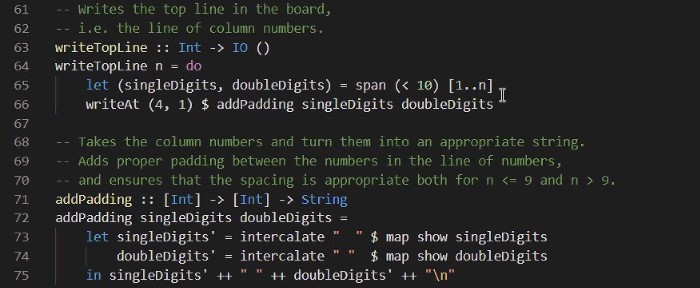 61 -- Writes the top line in the board,
62 -- i.e. the line of column numbers.
63 writeTopLine :: Int -> IO ()
64 writeTopLine n = do
65     let (singleDigits, doubleDigits) = span (< 10) [1..n]
66     writeAt (4, 1) $ addPadding singleDigits doubleDigits
67
68 -- Takes the column numbers and turn them into an appropriate string.
69 -- Adds proper padding between the numbers in the line of numbers,
70 -- and ensures that the spacing is appropriate both for n <= 9 and n > 9.
71 addPadding :: [Int] -> [Int] -> String
72 addPadding singleDigits doubleDigits =
73     let singleDigits' = intercalate "  " $ map show singleDigits
74         doubleDigits' = intercalate " "  $ map show doubleDigits
75     in singleDigits' ++ " " ++ doubleDigits' ++ "\n"